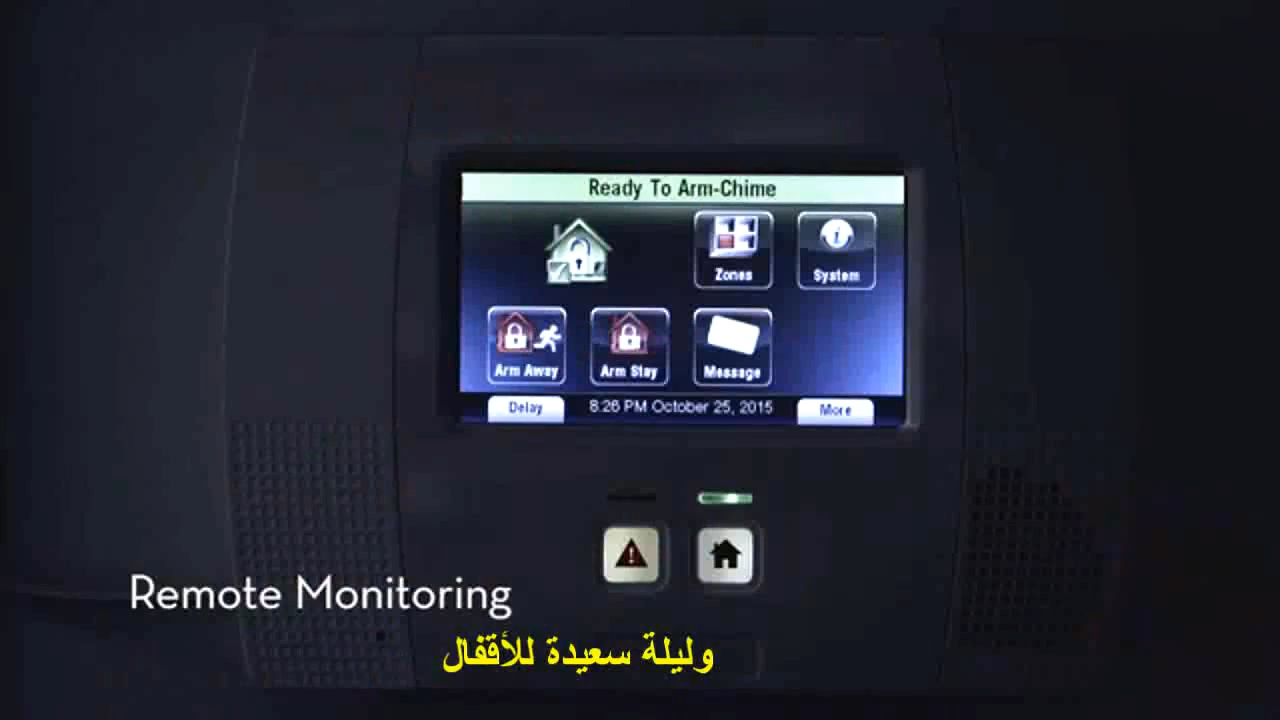 Ready To Arm-Chime
Zones
System
Arm Away
Arm Stay
Message
Delay
8:26 PM October 25, 2015
More
Remote Monitoring
وليلة سعيدة للأقفال